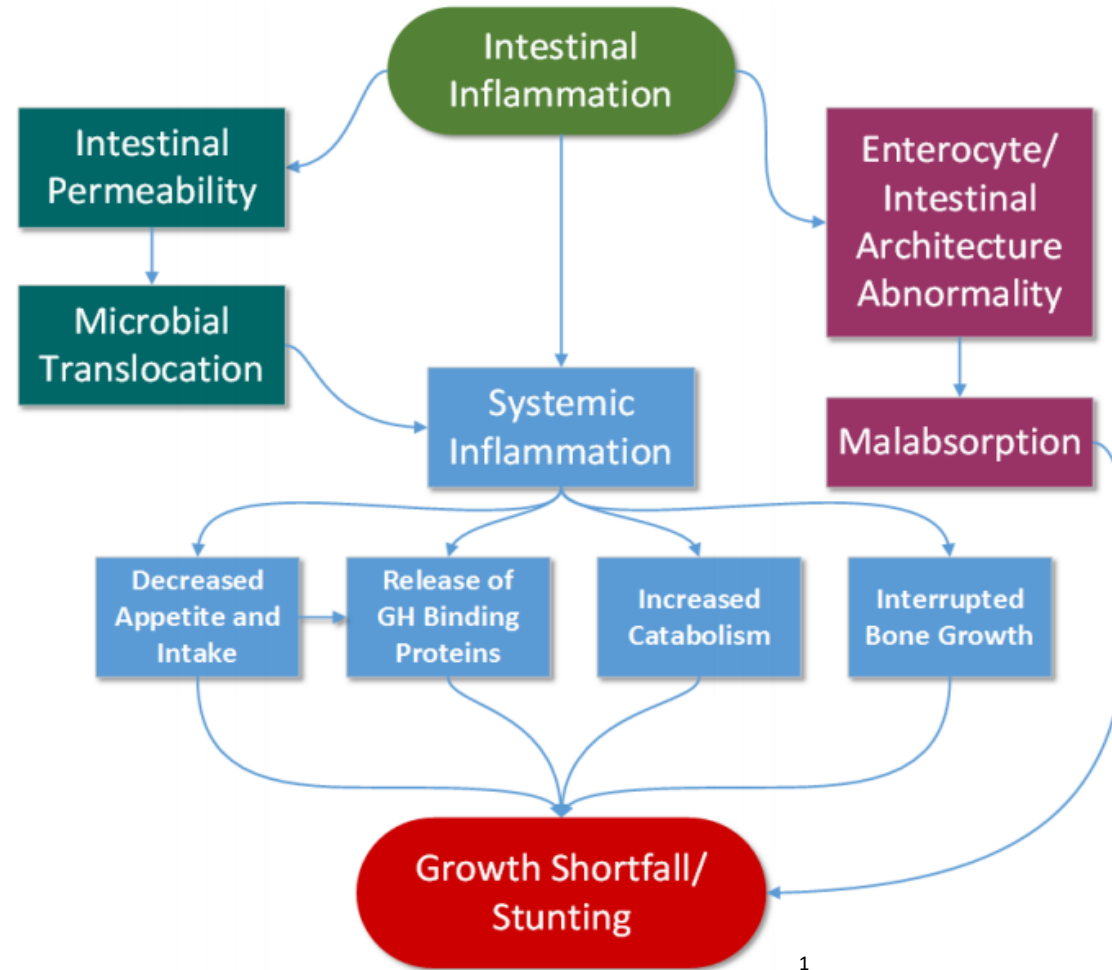 Intestinal
Inflammation
Intestinal
Permeability
Enterocyte/
Intestinal
Architecture
Abnormality
Microbial
Translocation
Systemic
Inflammation
Malabsorption
Decreased
Appetite and
Intake
Release of
GH Binding
Proteins
Increased
Catabolism
Interrupted
Bone Growth
Growth Shortfall/
Stunting
1